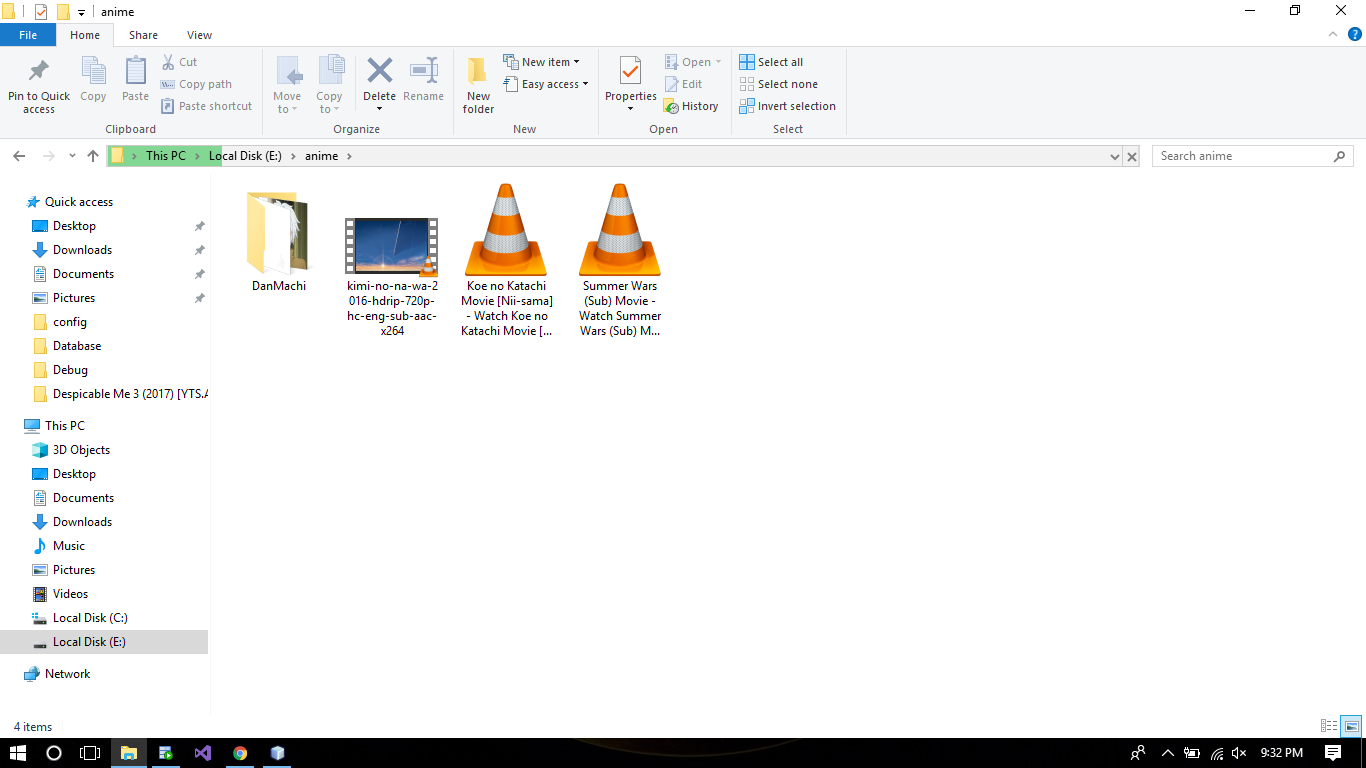 anime
File Home Share View
Pin to Quick access
Copy
Paste
Cut
Copy path
Paste shortcut
Clipboard
Move to
Copy to
Delete
Rename
Organize
New folder
New item
Easy access
New
Properties
Open
Edit
History
Open
Select all
Select none
Invert selection
Select
This PC Local Disk (E:) anime
Search anime
Quick access
Desktop
Downloads
Documents
Pictures
config
Database
Debug
Despicable Me 3 (2017) [YTS.A
This PC
3D Objects
Desktop
Documents
Downloads
Music
Pictures
Videos
Local Disk (C:)
Local Disk (E:)
Network
DanMachi
kimi-no-na-wa-2
016-hdrip-720p-
hc-eng-sub-aac-
x264
Koe no Katachi
Movie [Nii-sama]
- Watch Koe no
Katachi Movie [...
Summer Wars
(Sub) Movie -
Watch Summer
Wars (Sub) M...
4 items
9:32 PM